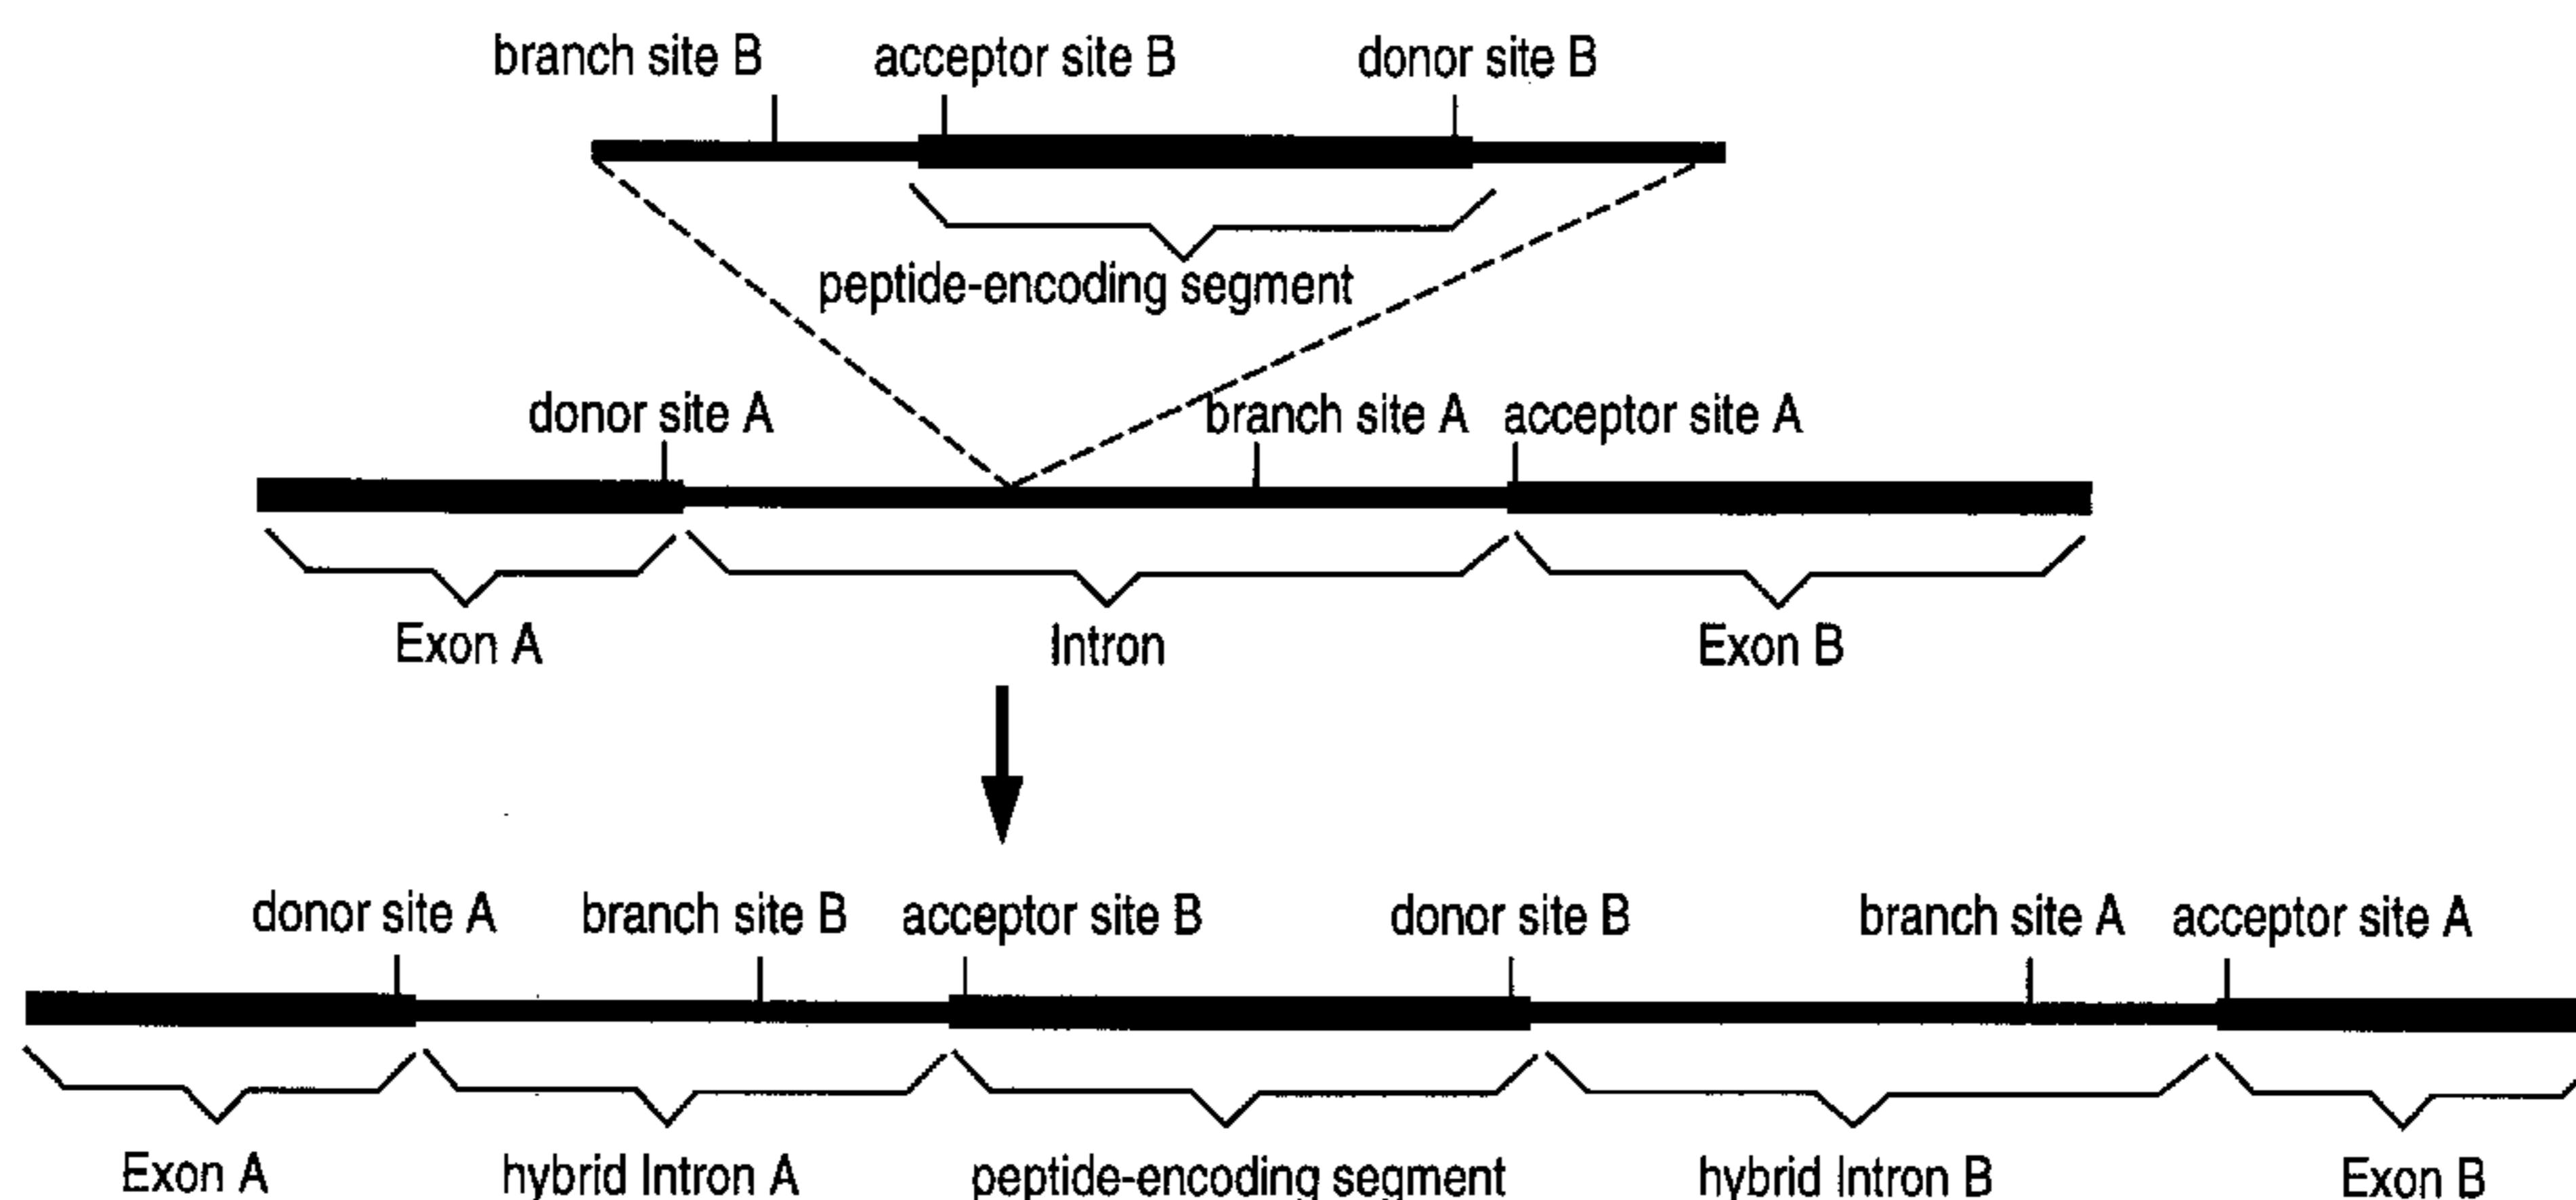 branch site B acceptor site B donor site B
peptide-encoding segment
donor site A branch site A acceptor site A
Exon A Intron Exon B
donor site A branch site B acceptor site B donor site B branch site A acceptor site A
Exon A hybrid Intron A peptide-encoding segment hybrid Intron B Exon B